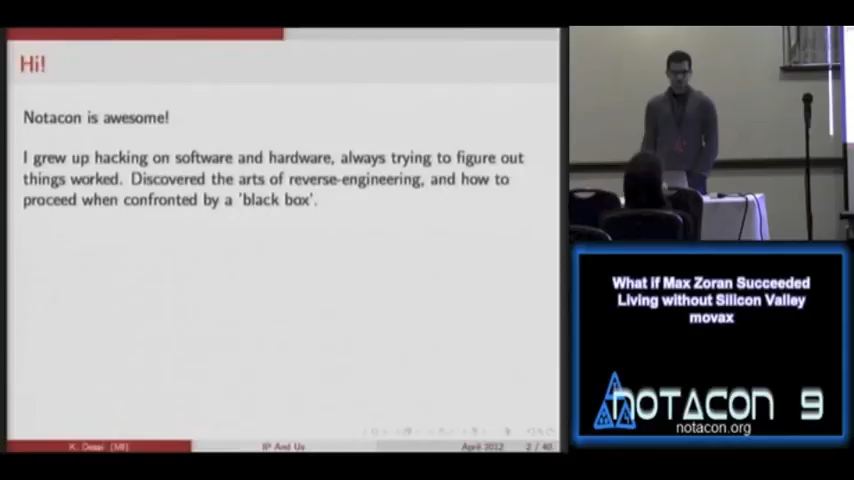 Hi!
Notacon is awesome!
I grew up hacking on software and hardware, always trying to figure out
things worked. Discovered the arts of reverse-engineering, and how to
proceed when confronted by a 'black box'.
IP And Us
April 2012
2 / 40
What if Max Zoran Succeeded
Living without Silicon Valley
movax
NOTACON 9
notacon.org